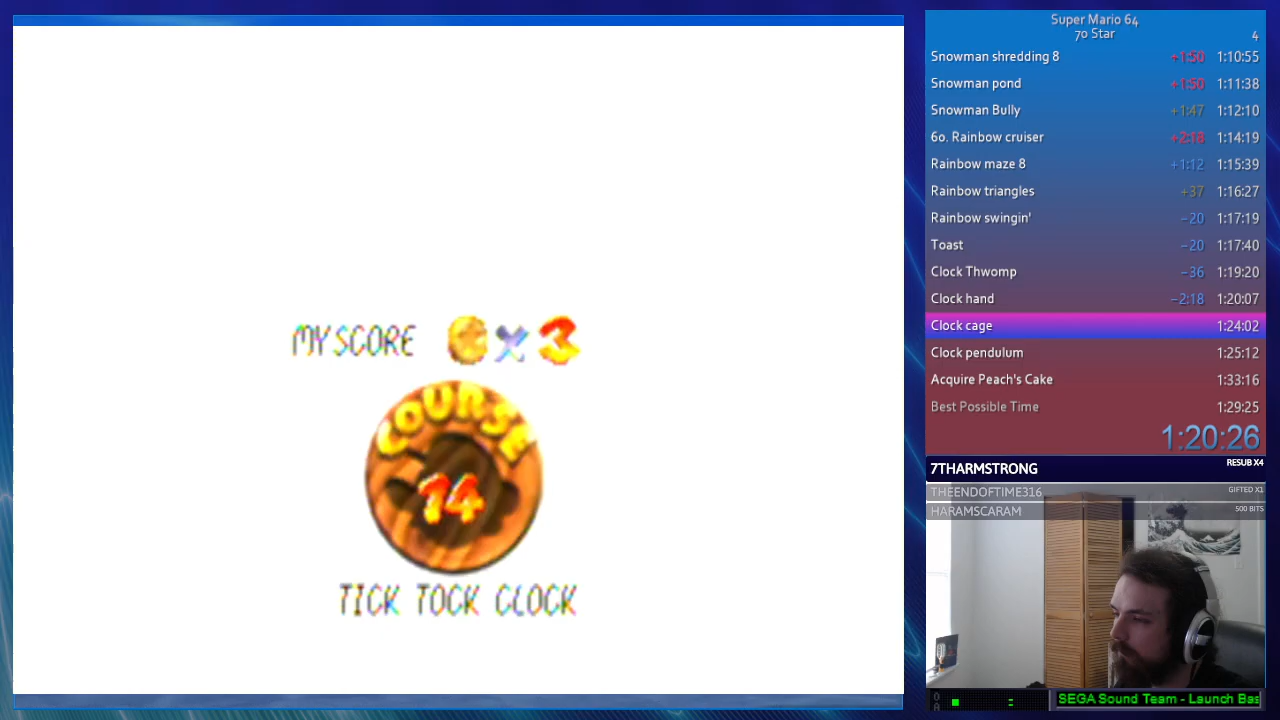 MY SCORE x 3
COURSE
14
TICK TOCK CLOCK
Super Mario 64
70 Star 4
Snowman shredding 8 +1:50 1:10:55
Snowman pond +1:50 1:11:38
Snowman Bully +1:47 1:12:10
60. Rainbow cruiser +2:18 1:14:19
Rainbow maze 8 +1:12 1:15:39
Rainbow triangles +37 1:16:27
Rainbow swingin' −20 1:17:19
Toast −20 1:17:40
Clock Thwomp −36 1:19:20
Clock hand −2:18 1:20:07
Clock cage 1:24:02
Clock pendulum 1:25:12
Acquire Peach's Cake 1:33:16
Best Possible Time 1:29:25
1:20:26
7THARMSTRONG RESUB X4
THEENDOFTIME316 GIFTED X1
HARAMSCARAM 500 BITS
SEGA Sound Team - Launch Bas